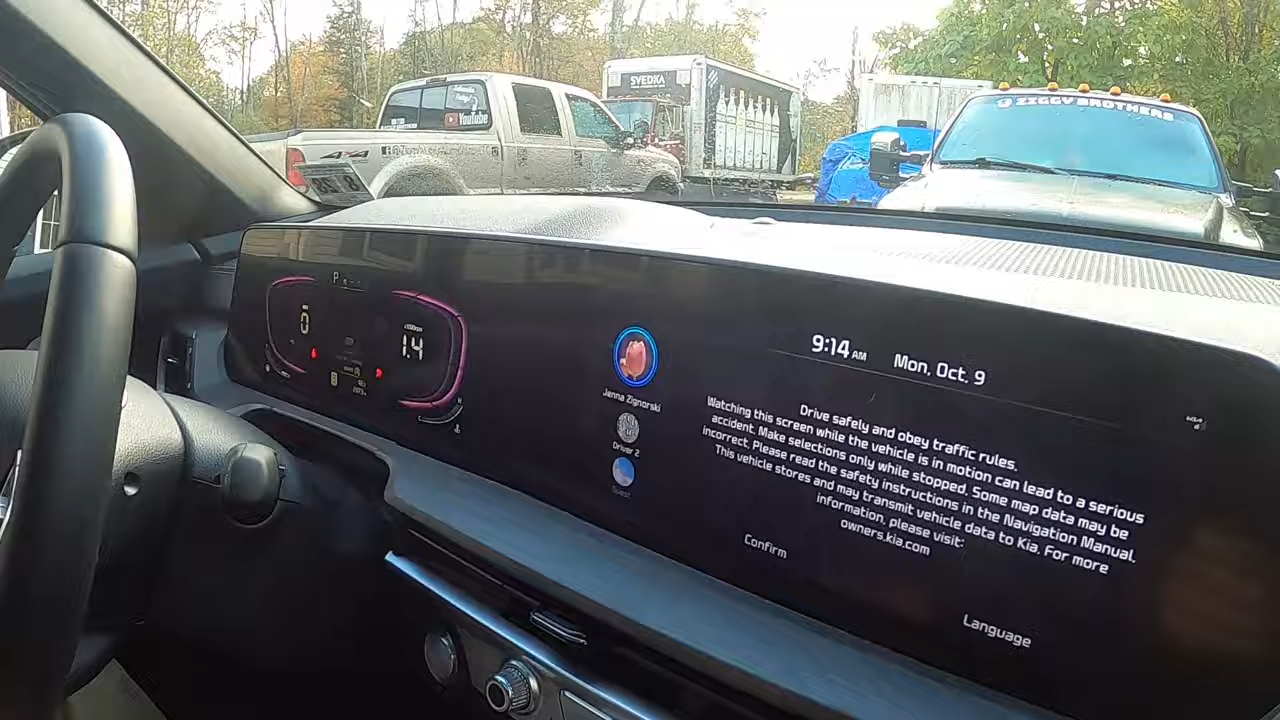 SVEDKA
YouTube
4x4
ZIGGY BROTHERS
P
0
x1000rpm
1.4
Jenna Zignorski
Driver 2
Guest
9:14 AM Mon, Oct. 9
Drive safely and obey traffic rules.
Watching this screen while the vehicle is in motion can lead to a serious
accident. Make selections only while stopped. Some map data may be
incorrect. Please read the safety instructions in the Navigation Manual.
This vehicle stores and may transmit vehicle data to Kia. For more
information, please visit:
owners.kia.com
Confirm
Language